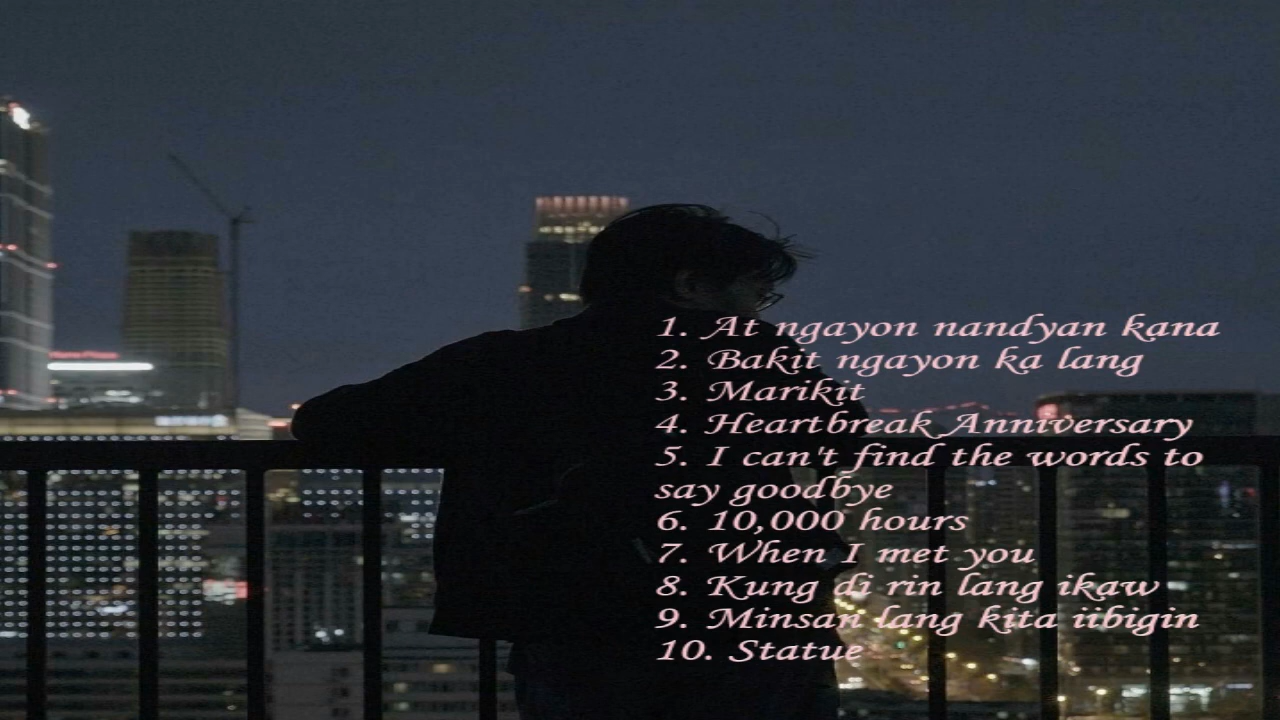 1. At ngayon nandyan kana
2. Bakit ngayon ka lang
3. Marikit
4. Heartbreak Anniversary
5. I can't find the words to
say goodbye
6. 10,000 hours
7. When I met you
8. Kung di rin lang ikaw
9. Minsan lang kita iibigin
10. Statue